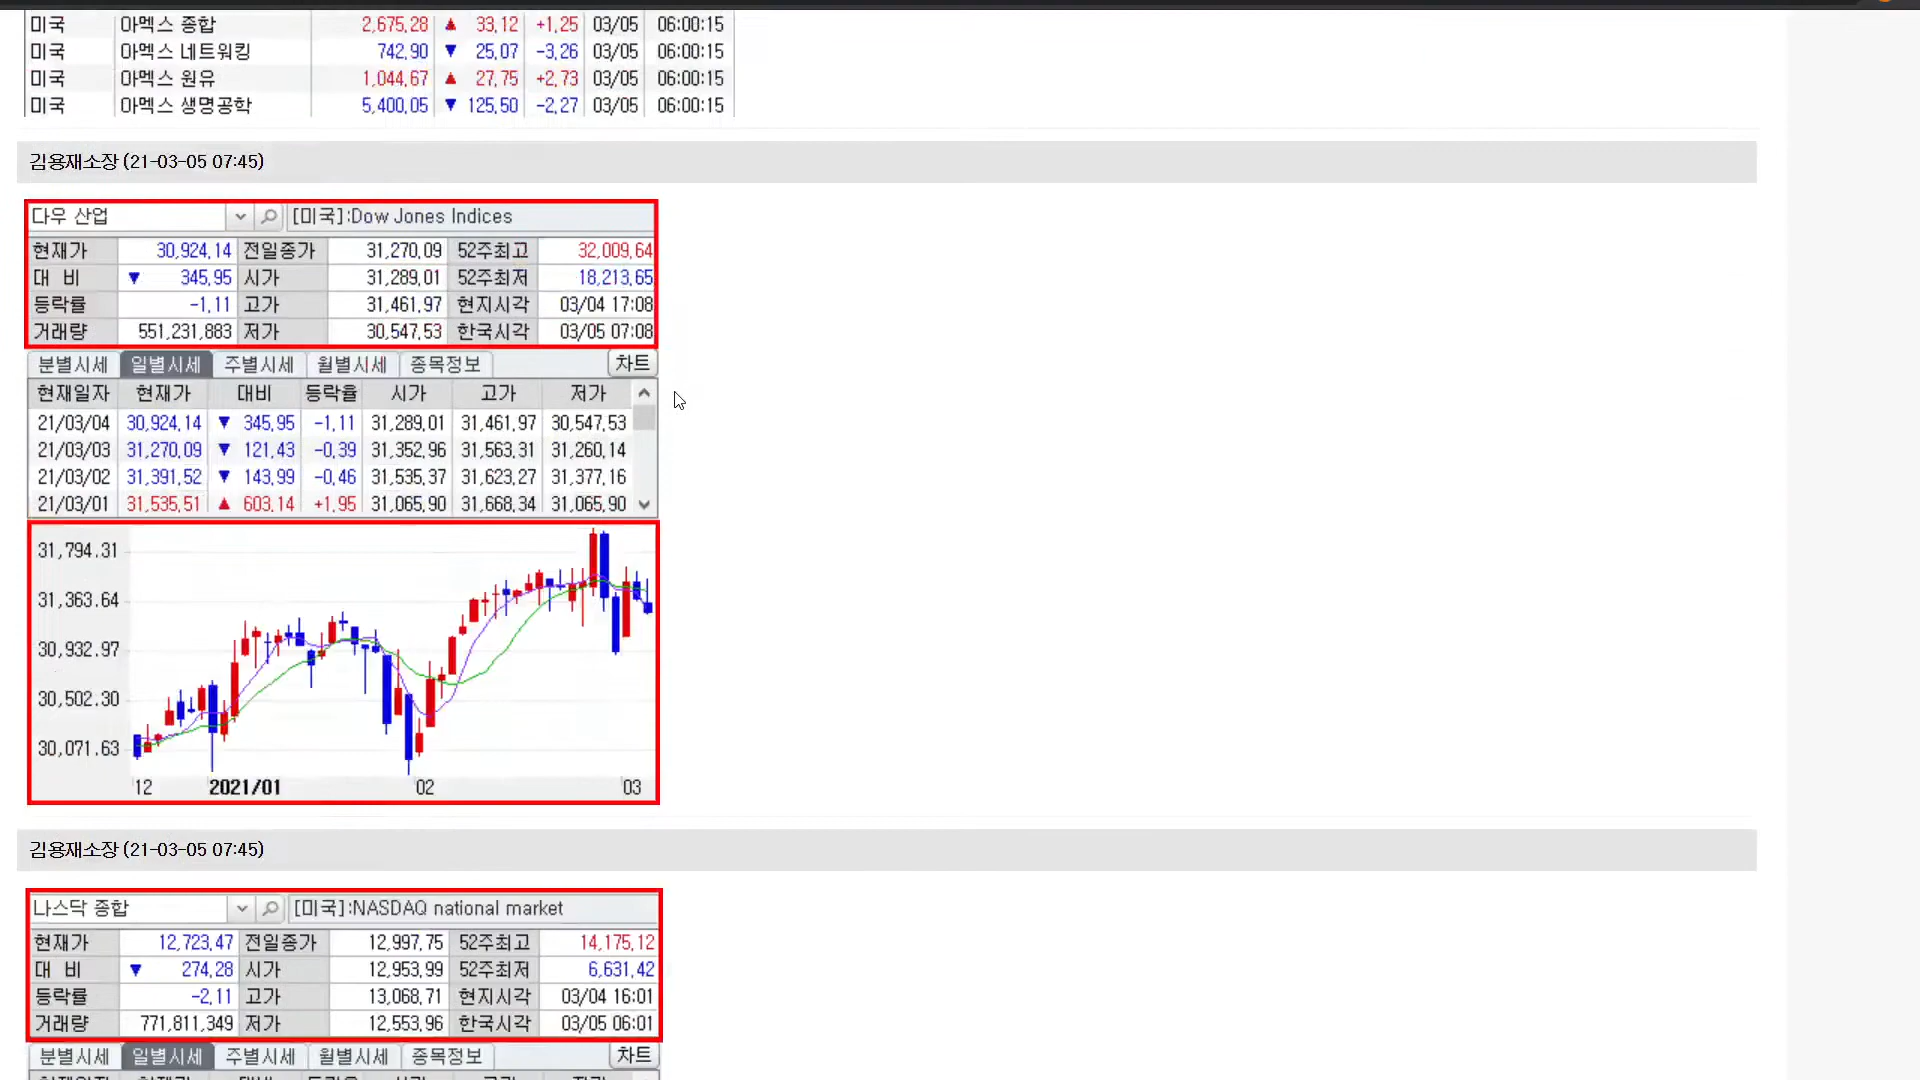 미국 아멕스 종합 2,675,28 ▲ 33,12 +1,25 03/05 06:00:15
미국 아멕스 네트워킹 742,90 ▼ 25,07 -3,26 03/05 06:00:15
미국 아멕스 원유 1,044,67 ▲ 27,75 +2,73 03/05 06:00:15
미국 아멕스 생명공학 5,400,05 ▼ 125,50 -2,27 03/05 06:00:15
김용재소장 (21-03-05 07:45)
다우 산업 [미국]:Dow Jones Indices
현재가 30,924,14 전일종가 31,270,09 52주최고 32,009,64
대 비 ▼ 345,95 시가 31,289,01 52주최저 18,213,65
등락률 -1,11 고가 31,461,97 현지시각 03/04 17:08
거래량 551,231,883 저가 30,547,53 한국시각 03/05 07:08
분별시세 일별시세 주별시세 월별시세 종목정보 차트
현재일자 현재가 대비 등락율 시가 고가 저가
21/03/04 30,924,14 ▼ 345,95 -1,11 31,289,01 31,461,97 30,547,53
21/03/03 31,270,09 ▼ 121,43 -0,39 31,352,96 31,563,31 31,260,14
21/03/02 31,391,52 ▼ 143,99 -0,46 31,535,37 31,623,27 31,377,16
21/03/01 31,535,51 ▲ 603,14 +1,95 31,065,90 31,668,34 31,065,90
31,794.31
31,363.64
30,932.97
30,502.30
30,071.63
12 2021/01 02 03
김용재소장 (21-03-05 07:45)
나스닥 종합 [미국]:NASDAQ national market
현재가 12,723,47 전일종가 12,997,75 52주최고 14,175,12
대 비 ▼ 274,28 시가 12,953,99 52주최저 6,631,42
등락률 -2,11 고가 13,068,71 현지시각 03/04 16:01
거래량 771,811,349 저가 12,553,96 한국시각 03/05 06:01
분별시세 일별시세 주별시세 월별시세 종목정보 차트